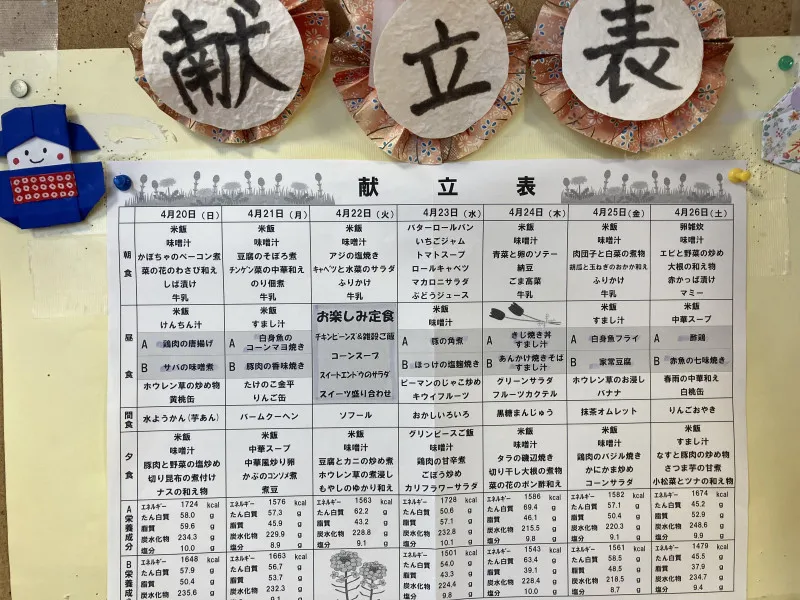 献立表
献立表
4月20日（日） 4月21日（月） 4月22日（火） 4月23日（水） 4月24日（木） 4月25日（金） 4月26日（土）
朝食
米飯 米飯 米飯 バターロールパン 米飯 米飯 卵雑炊
味噌汁 味噌汁 味噌汁 いちごジャム 味噌汁 味噌汁 味噌汁
かぼちゃのベーコン煮 豆腐のそぼろ煮 アジの塩焼き トマトスープ 青菜と卵のソテー 肉団子と白菜の煮物 エビと野菜の煮物
菜の花のわさび和え チンゲン菜の中華和え キャベツと水菜のサラダ ロールキャベツ 納豆 胡瓜と玉ねぎのおかか和え 大根の和え物
しば漬け のり佃煮 ふりかけ マカロニサラダ ごま高菜 ふりかけ 赤かっぱ漬け
牛乳 牛乳 牛乳 ぶどうジュース 牛乳 牛乳 マミー
昼食
米飯 米飯 お楽しみ定食 米飯 米飯 米飯
けんちん汁 すまし汁 チキンビーンズ&雑穀ご飯 味噌汁 すまし汁 中華スープ
A 鶏肉の唐揚げ A 白身魚のコーンマヨ焼き コーンスープ A 豚の角煮 A きじ焼き丼 すまし汁 A 白身魚フライ A 酢鶏
B サバの味噌煮 B 豚肉の香味焼き スイートエンドウのサラダ B ほっけの塩麹焼き B あんかけ焼きそば すまし汁 B 家常豆腐 B 赤魚の七味焼き
ホウレン草の炒め物 たけのこ金平 スイーツ盛り合わせ ピーマンのじゃこ炒め グリーンサラダ ホウレン草のお浸し 春雨の中華和え
黄桃缶 りんご缶 キウイフルーツ フルーツカクテル バナナ 白桃缶
間食 水ようかん（芋あん） バームクーヘン ソフール おかしいろいろ 黒糖まんじゅう 抹茶オムレット りんごおやき
夕食
米飯 米飯 米飯 グリンピースご飯 米飯 米飯 米飯
味噌汁 中華スープ 味噌汁 味噌汁 味噌汁 味噌汁 すまし汁
豚肉と野菜の塩炒め 中華風炒り卵 豆腐とカニの炒め煮 鶏肉の甘辛煮 タラの磯辺焼き 鶏肉のバジル焼き なすと豚肉の炒め物
切り昆布の煮付け かぶのコンソメ煮 ホウレン草の煮浸し ごぼう炒め 切り干し大根の煮物 かにかま炒め さつま芋の甘煮
ナスの和え物 煮豆 もやしのゆかり和え カリフラワーサラダ 菜の花のポン酢和え コーンサラダ 小松菜とツナの和え物
A栄養成分
エネルギー 1724 kcal エネルギー 1576 kcal エネルギー 1563 kcal エネルギー 1728 kcal エネルギー 1586 kcal エネルギー 1582 kcal エネルギー 1674 kcal
たん白質 58.0 g たん白質 57.3 g たん白質 62.2 g たん白質 50.6 g たん白質 69.4 g たん白質 57.1 g たん白質 45.2 g
脂質 59.6 g 脂質 45.9 g 脂質 43.2 g 脂質 57.1 g 脂質 46.1 g 脂質 50.4 g 脂質 52.9 g
炭水化物 234.3 g 炭水化物 229.9 g 炭水化物 228.8 g 炭水化物 232.8 g 炭水化物 215.5 g 炭水化物 220.3 g 炭水化物 248.6 g
塩分 10.0 g 塩分 8.9 g 塩分 9.1 g 塩分 10.1 g 塩分 9.8 g 塩分 9.1 g 塩分 9.9 g
B栄養成
エネルギー 1648 kcal エネルギー 1663 kcal エネルギー 1501 kcal エネルギー 1543 kcal エネルギー 1561 kcal エネルギー 1479 kcal
たん白質 57.9 g たん白質 56.7 g たん白質 54.0 g たん白質 63.4 g たん白質 58.5 g たん白質 45.5 g
脂質 50.4 g 脂質 53.7 g 脂質 43.3 g 脂質 39.1 g 脂質 48.5 g 脂質 37.9 g
炭水化物 235.6 g 炭水化物 232.3 g 炭水化物 224.4 g 炭水化物 228.4 g 炭水化物 218.5 g 炭水化物 234.7 g
塩分 9.1 g 塩分 9.8 g 塩分 10.0 g 塩分 8.7 g 塩分 9.4 g